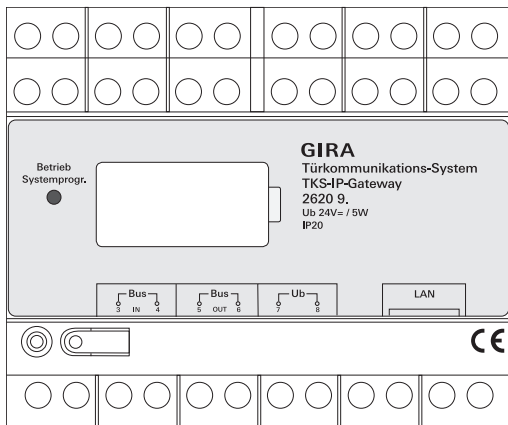 Betrieb
Systemprogr.
GIRA
Türkommunikations-System
TKS-IP-Gateway
2620 9.
Ub 24V= / 5W
IP20
Bus
3 IN 4
Bus
5 OUT 6
Ub
7 8
LAN
CE